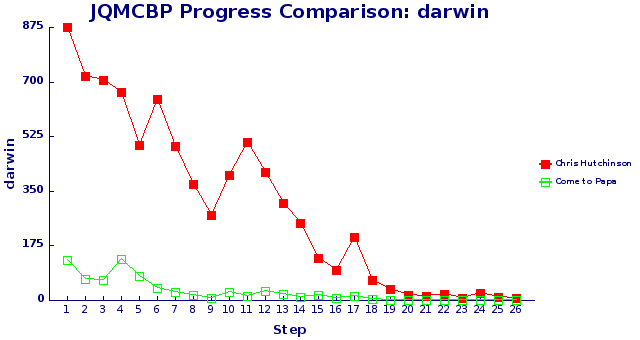 JQMCBP Progress Comparison: darwin
875
700
525
350
175
0
darwin
1 2 3 4 5 6 7 8 9 10 11 12 13 14 15 16 17 18 19 20 21 22 23 24 25 26
Step
Chris Hutchinson
Come to Papa